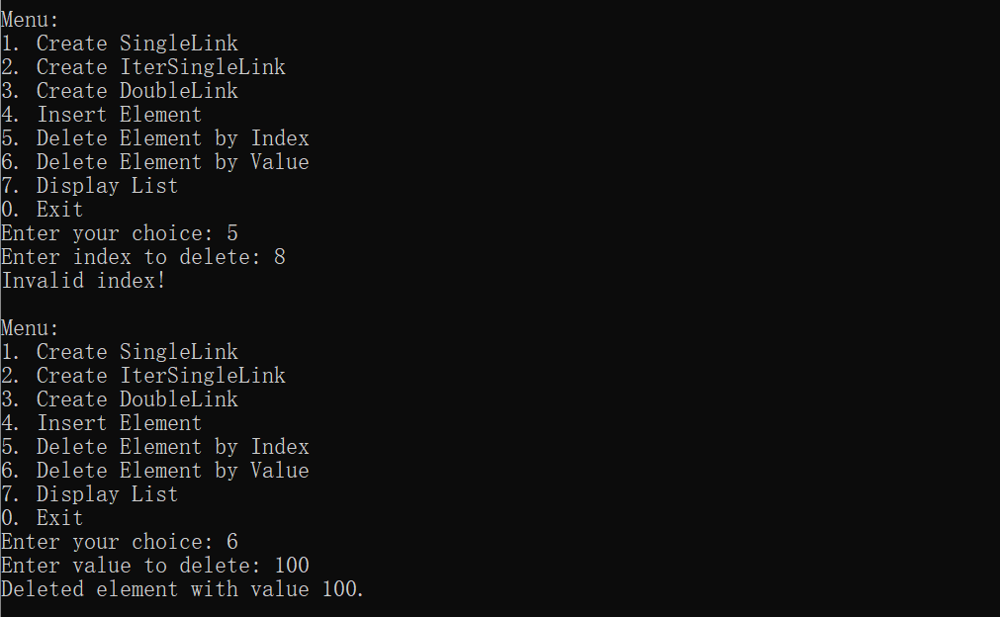 Menu:
1. Create SingleLink
2. Create IterSingleLink
3. Create DoubleLink
4. Insert Element
5. Delete Element by Index
6. Delete Element by Value
7. Display List
0. Exit
Enter your choice: 5
Enter index to delete: 8
Invalid index!
Menu:
1. Create SingleLink
2. Create IterSingleLink
3. Create DoubleLink
4. Insert Element
5. Delete Element by Index
6. Delete Element by Value
7. Display List
0. Exit
Enter your choice: 6
Enter value to delete: 100
Deleted element with value 100.